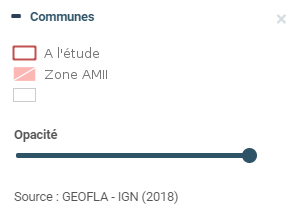 Communes
A l'étude
Zone AMII
Opacité
Source : GEOFLA - IGN (2018)